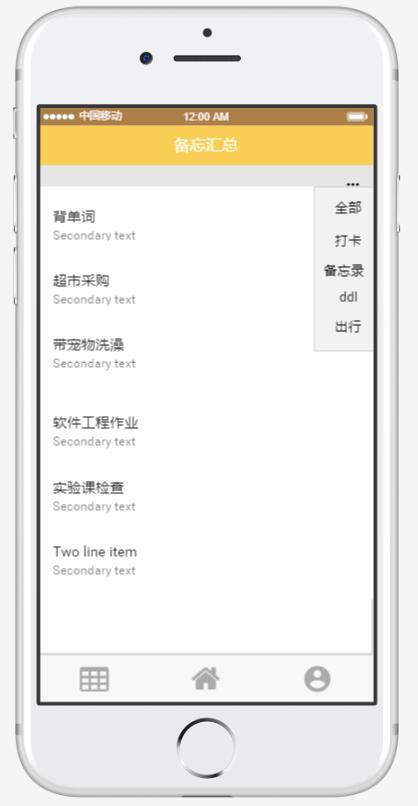 中国移动 12:00 AM
备忘汇总
...
全部
打卡
备忘录
ddl
出行
背单词
Secondary text
超市采购
Secondary text
带宠物洗澡
Secondary text
软件工程作业
Secondary text
实验课检查
Secondary text
Two line item
Secondary text